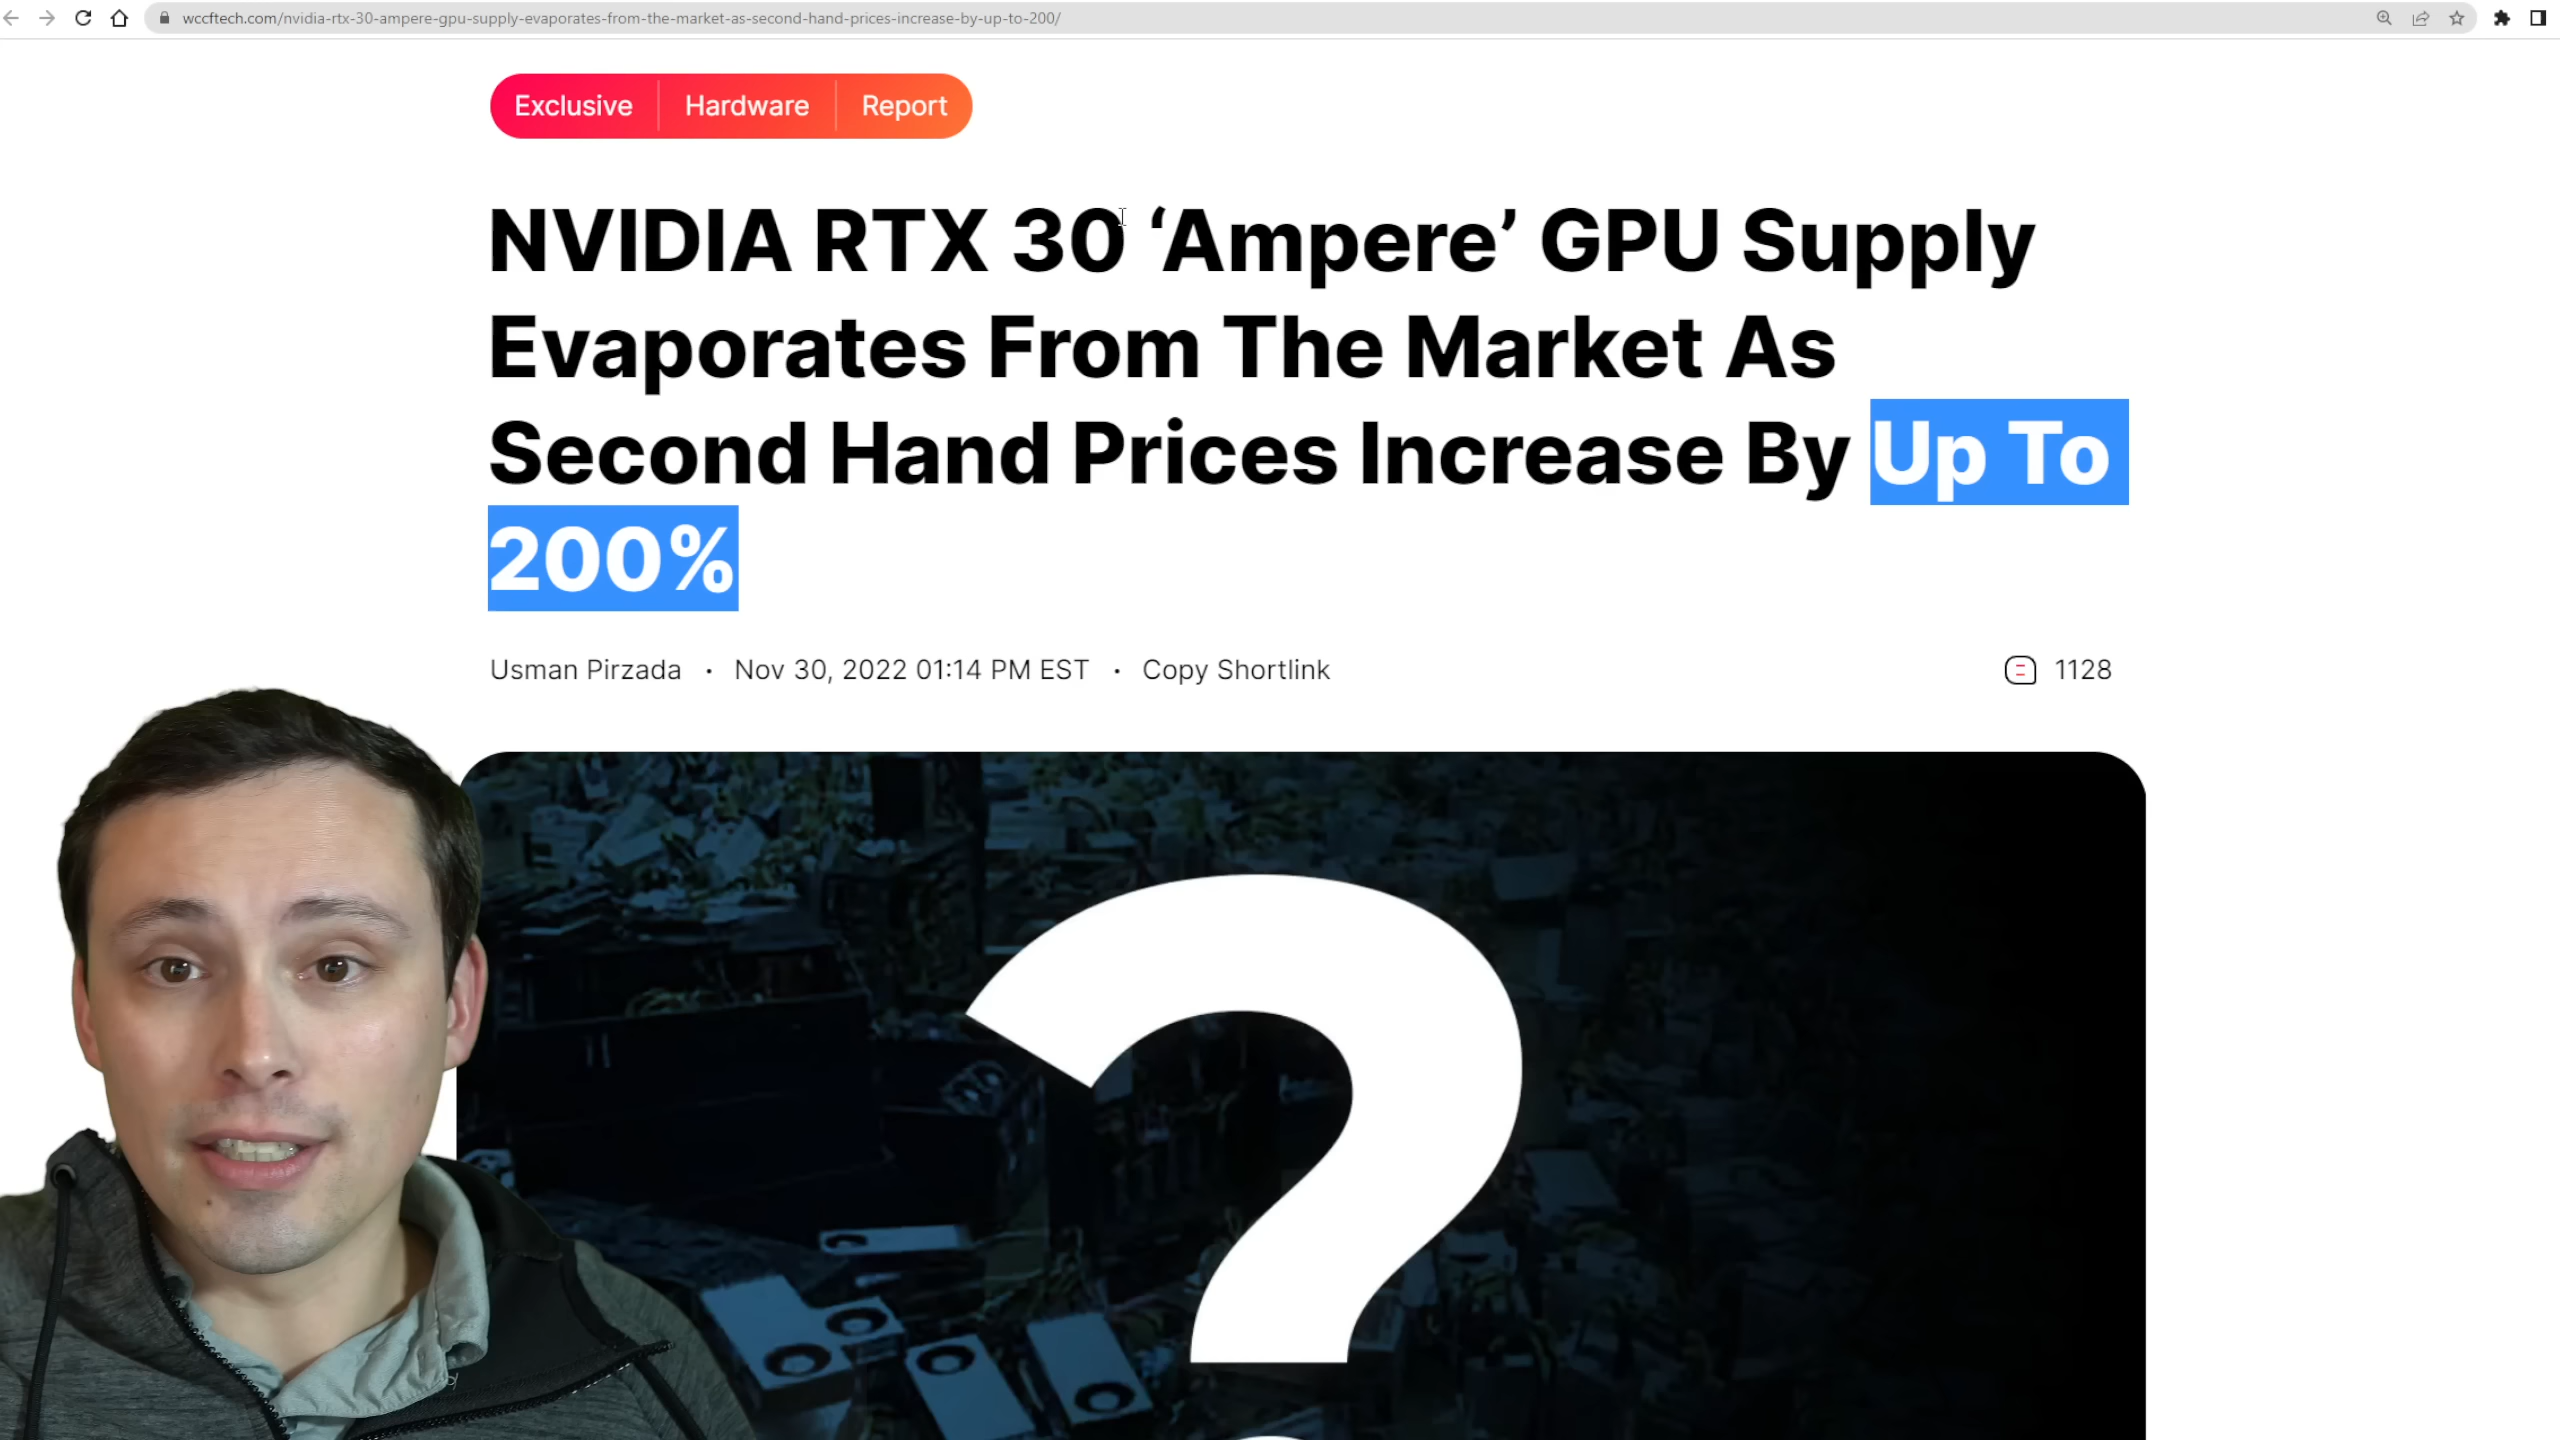 wccftech.com/nvidia-rtx-30-ampere-gpu-supply-evaporates-from-the-market-as-second-hand-prices-increase-by-up-to-200/
Exclusive Hardware Report
NVIDIA RTX 30 ‘Ampere’ GPU Supply
Evaporates From The Market As
Second Hand Prices Increase By Up To
200%
Usman Pirzada • Nov 30, 2022 01:14 PM EST • Copy Shortlink 1128